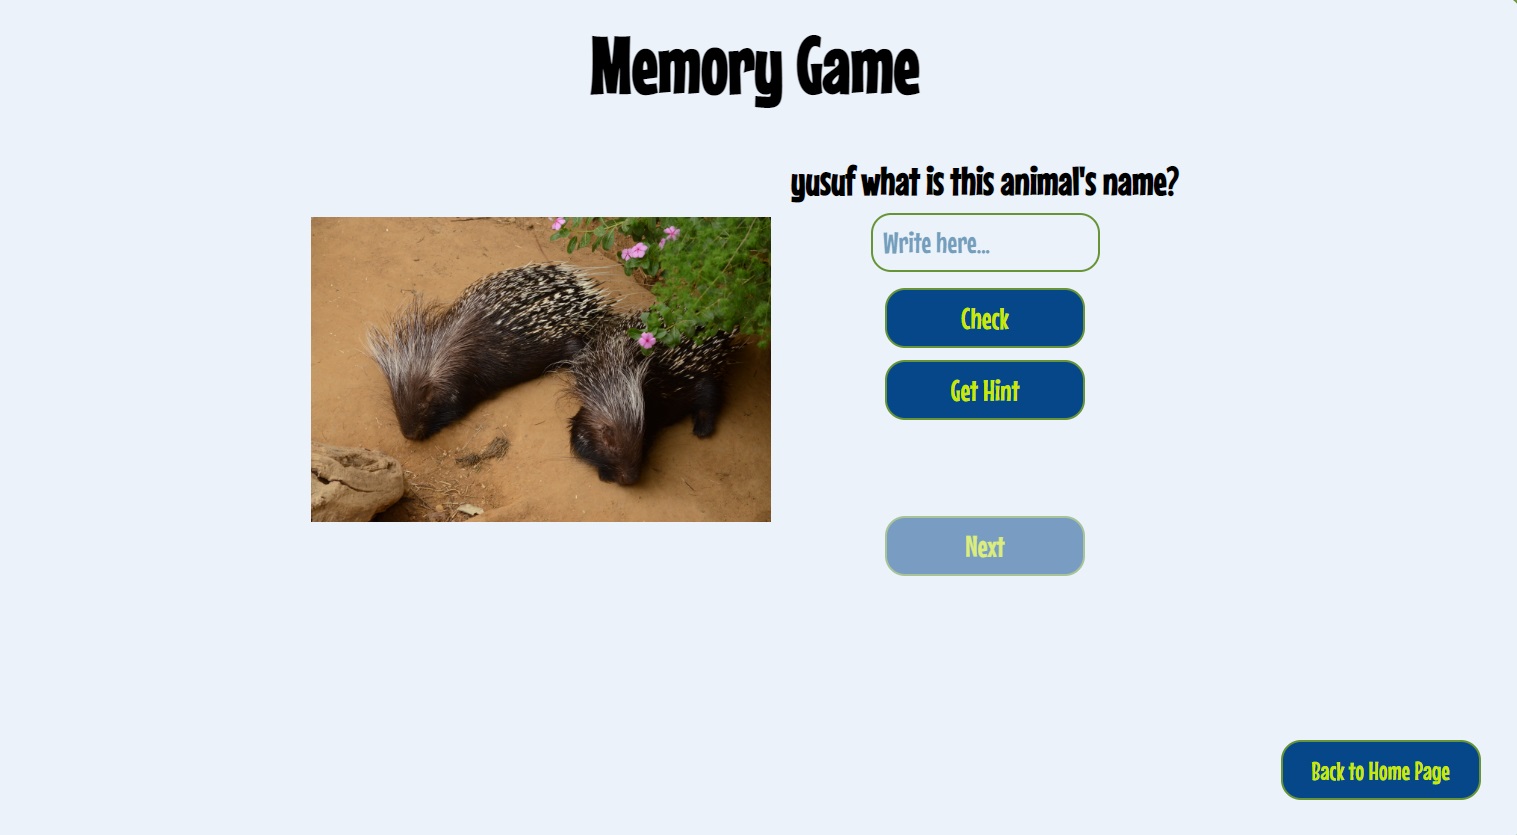 Memory Game
yusuf what is this animal's name?
Write here...
Check
Get Hint
Next
Back to Home Page